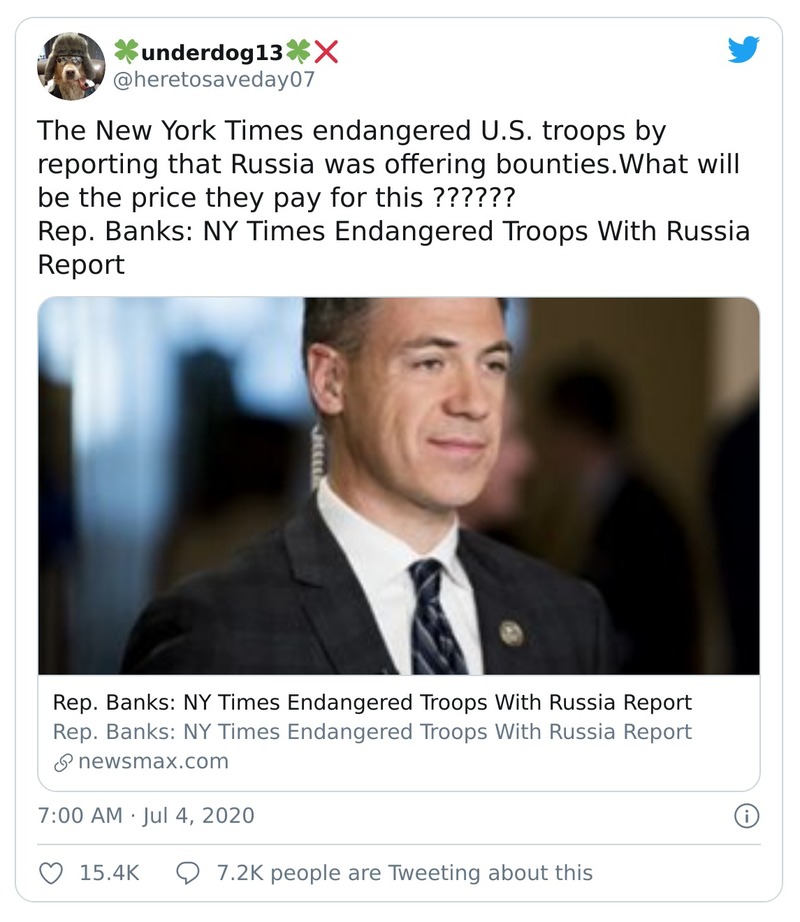 🍀underdog13🍀❌
@heretosaveday07
The New York Times endangered U.S. troops by
reporting that Russia was offering bounties.What will
be the price they pay for this ??????
Rep. Banks: NY Times Endangered Troops With Russia
Report
Rep. Banks: NY Times Endangered Troops With Russia Report
Rep. Banks: NY Times Endangered Troops With Russia Report
newsmax.com
7:00 AM · Jul 4, 2020
15.4K 7.2K people are Tweeting about this